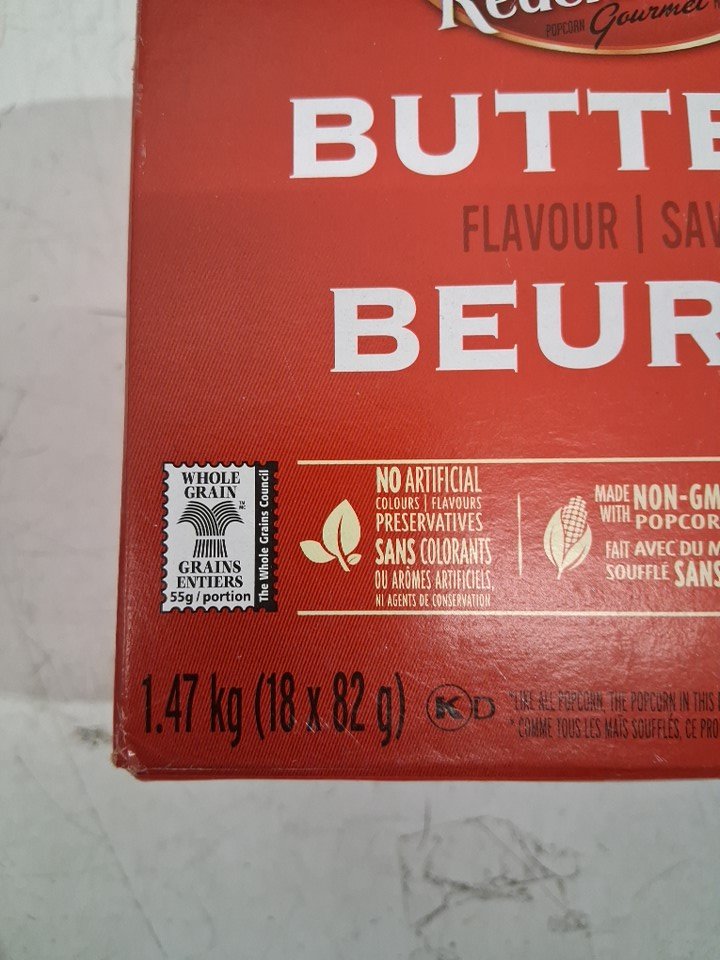 POPCORN Gourmet
BUTTE
FLAVOUR | SAV
BEUR
WHOLE
GRAIN
TM
MC
GRAINS
ENTIERS
55g / portion
The Whole Grains Council
NO ARTIFICIAL
COLOURS | FLAVOURS
PRESERVATIVES
SANS COLORANTS
OU ARÔMES ARTIFICIELS,
NI AGENTS DE CONSERVATION
MADE WITH NON-GM
POPCOR
FAIT AVEC DU M
SOUFFLÉ SANS
1.47 kg (18 x 82 g)
K D
*LIKE ALL POPCORN, THE POPCORN IN THIS
* COMME TOUS LES MAÏS SOUFFLÉS, CE PRO